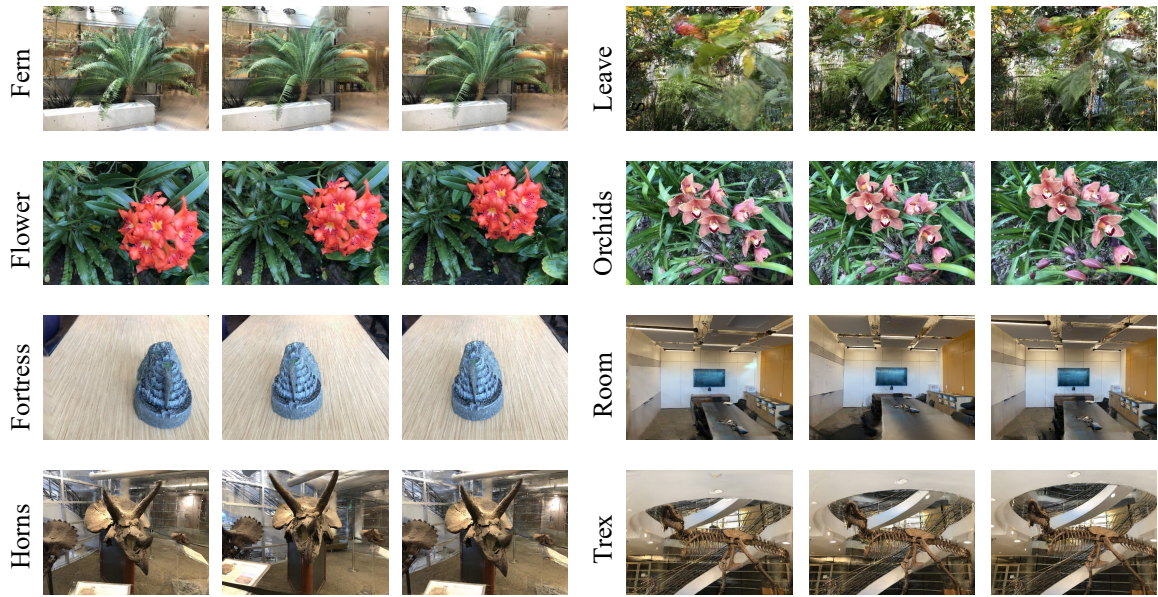 Fern
Leave
s
Flower
Orchids
Fortress
Room
Horns
Trex